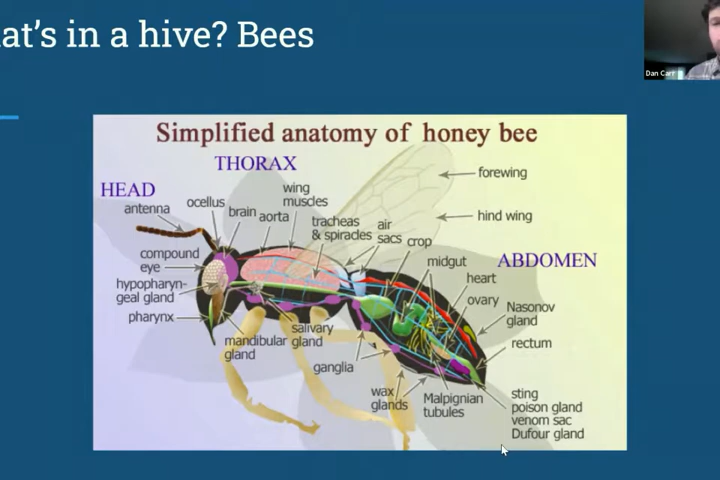 at's in a hive? Bees
Dan Carr
Simplified anatomy of honey bee
THORAX
HEAD
ABDOMEN
antenna
ocellus
brain
aorta
wing
muscles
tracheas
& spiracles
air
sacs
crop
midgut
heart
ovary
Nasonov
gland
rectum
forewing
hind wing
compound
eye
hypopharyn-
geal gland
pharynx
mandibular
gland
salivary
gland
ganglia
wax
glands
Malpignian
tubules
sting
poison gland
venom sac
Dufour gland